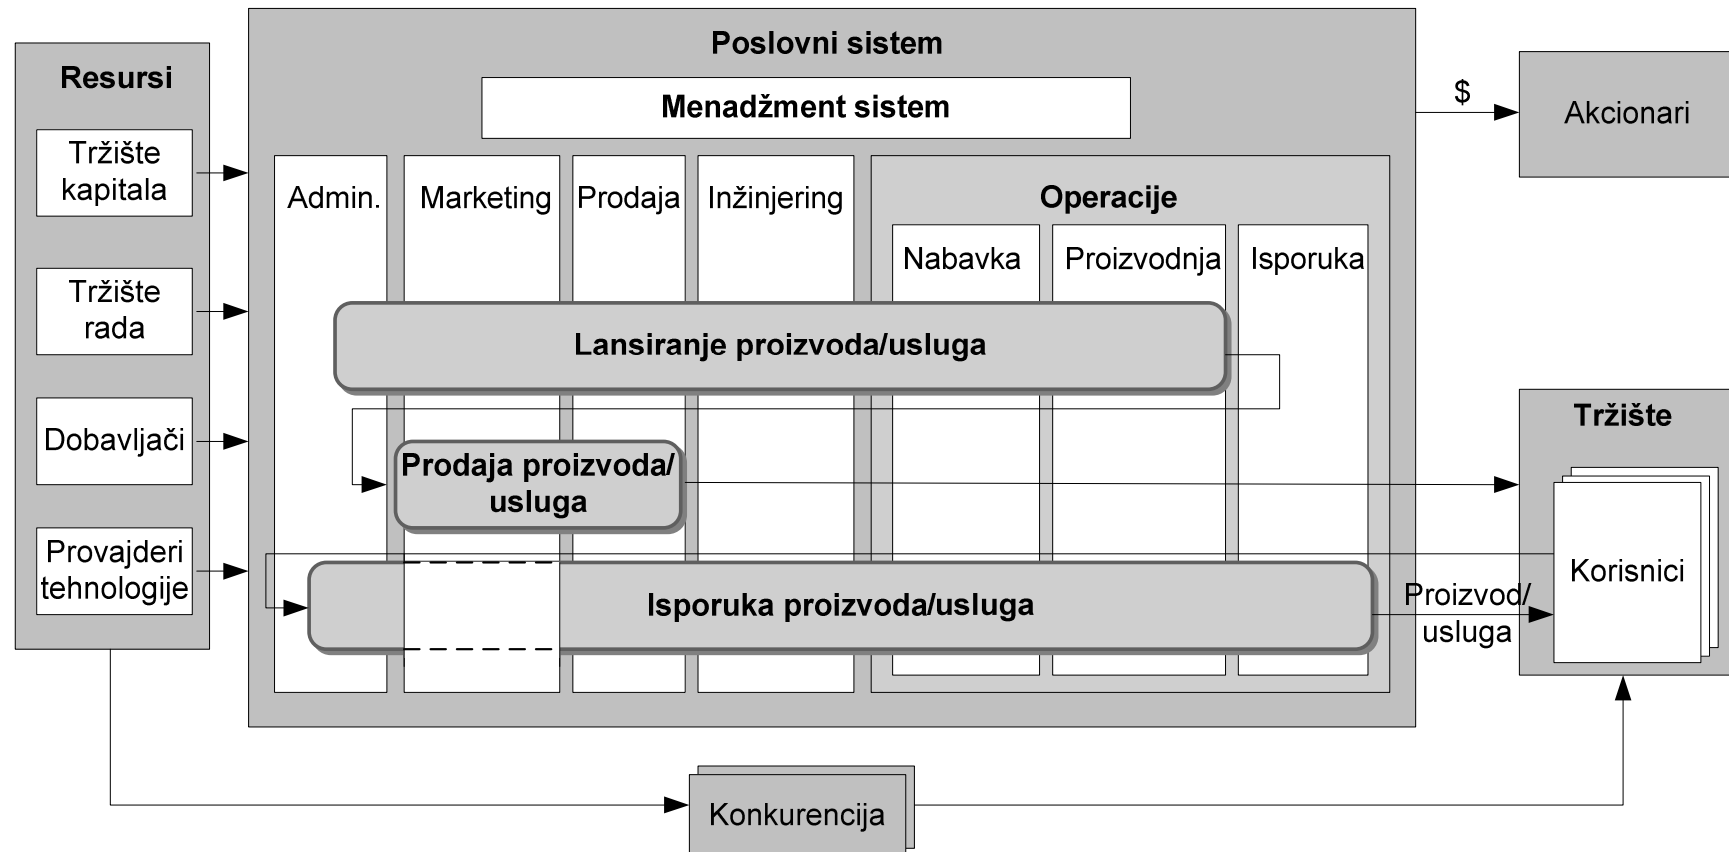 Poslovni sistem
Resursi
Menadžment sistem
$
Akcionari
Tržište
kapitala
Admin.
Marketing
Prodaja
Inžinjering
Operacije
Nabavka
Proizvodnja
Isporuka
Tržište
rada
Lansiranje proizvoda/usluga
Dobavljači
Prodaja proizvoda/
usluga
Tržište
Provajderi
tehnologije
Isporuka proizvoda/usluga
Proizvod/
usluga
Korisnici
Konkurencija